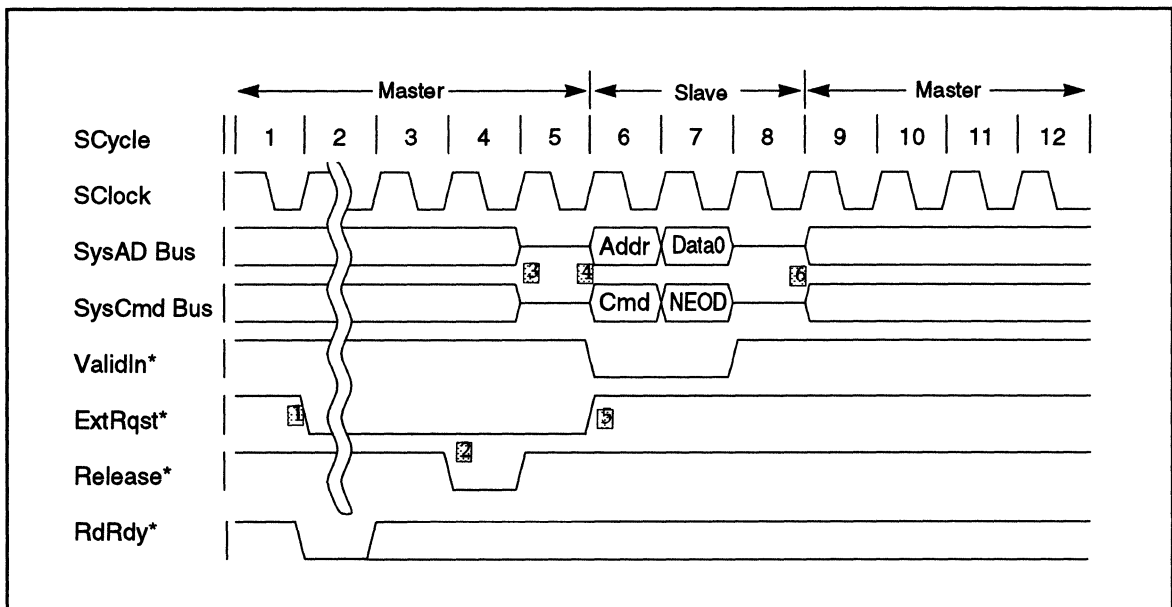 Master Slave Master
SCycle 1 2 3 4 5 6 7 8 9 10 11 12
SClock
SysAD Bus Addr Data0
3 4 6
SysCmd Bus Cmd NEOD
ValidIn*
ExtRqst* 1 5
2
Release*
RdRdy*